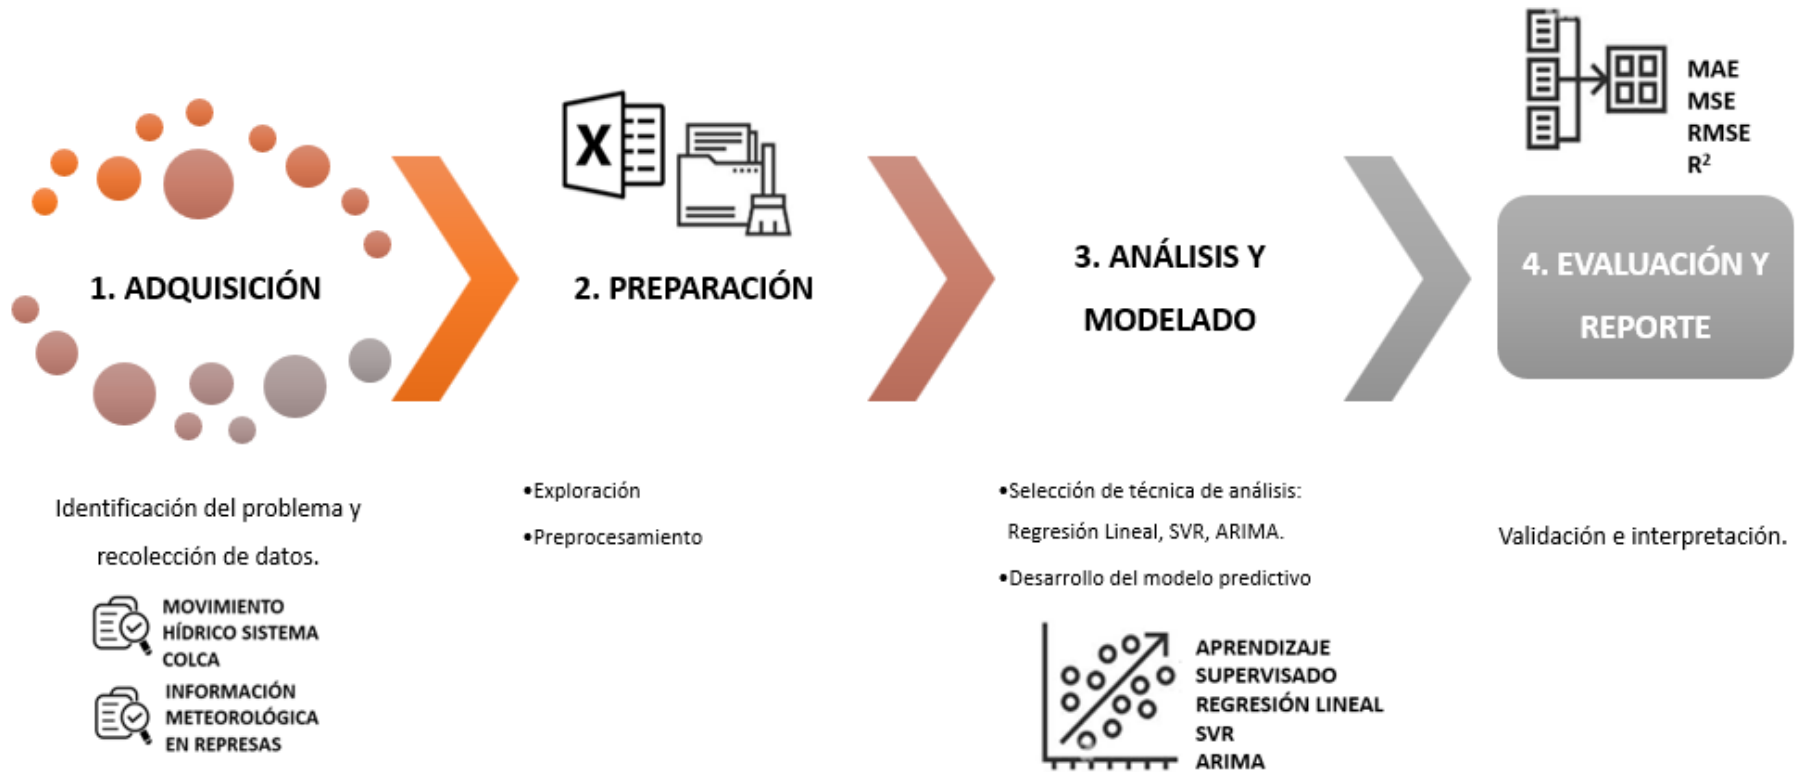 1. ADQUISICIÓN
Identificación del problema y
recolección de datos.
MOVIMIENTO
HÍDRICO SISTEMA
COLCA
INFORMACIÓN
METEOROLÓGICA
EN REPRESAS
X
2. PREPARACIÓN
•Exploración
•Preprocesamiento
3. ANÁLISIS Y
MODELADO
•Selección de técnica de análisis:
Regresión Lineal, SVR, ARIMA.
•Desarrollo del modelo predictivo
APRENDIZAJE
SUPERVISADO
REGRESIÓN LINEAL
SVR
ARIMA
MAE
MSE
RMSE
R²
4. EVALUACIÓN Y
REPORTE
Validación e interpretación.